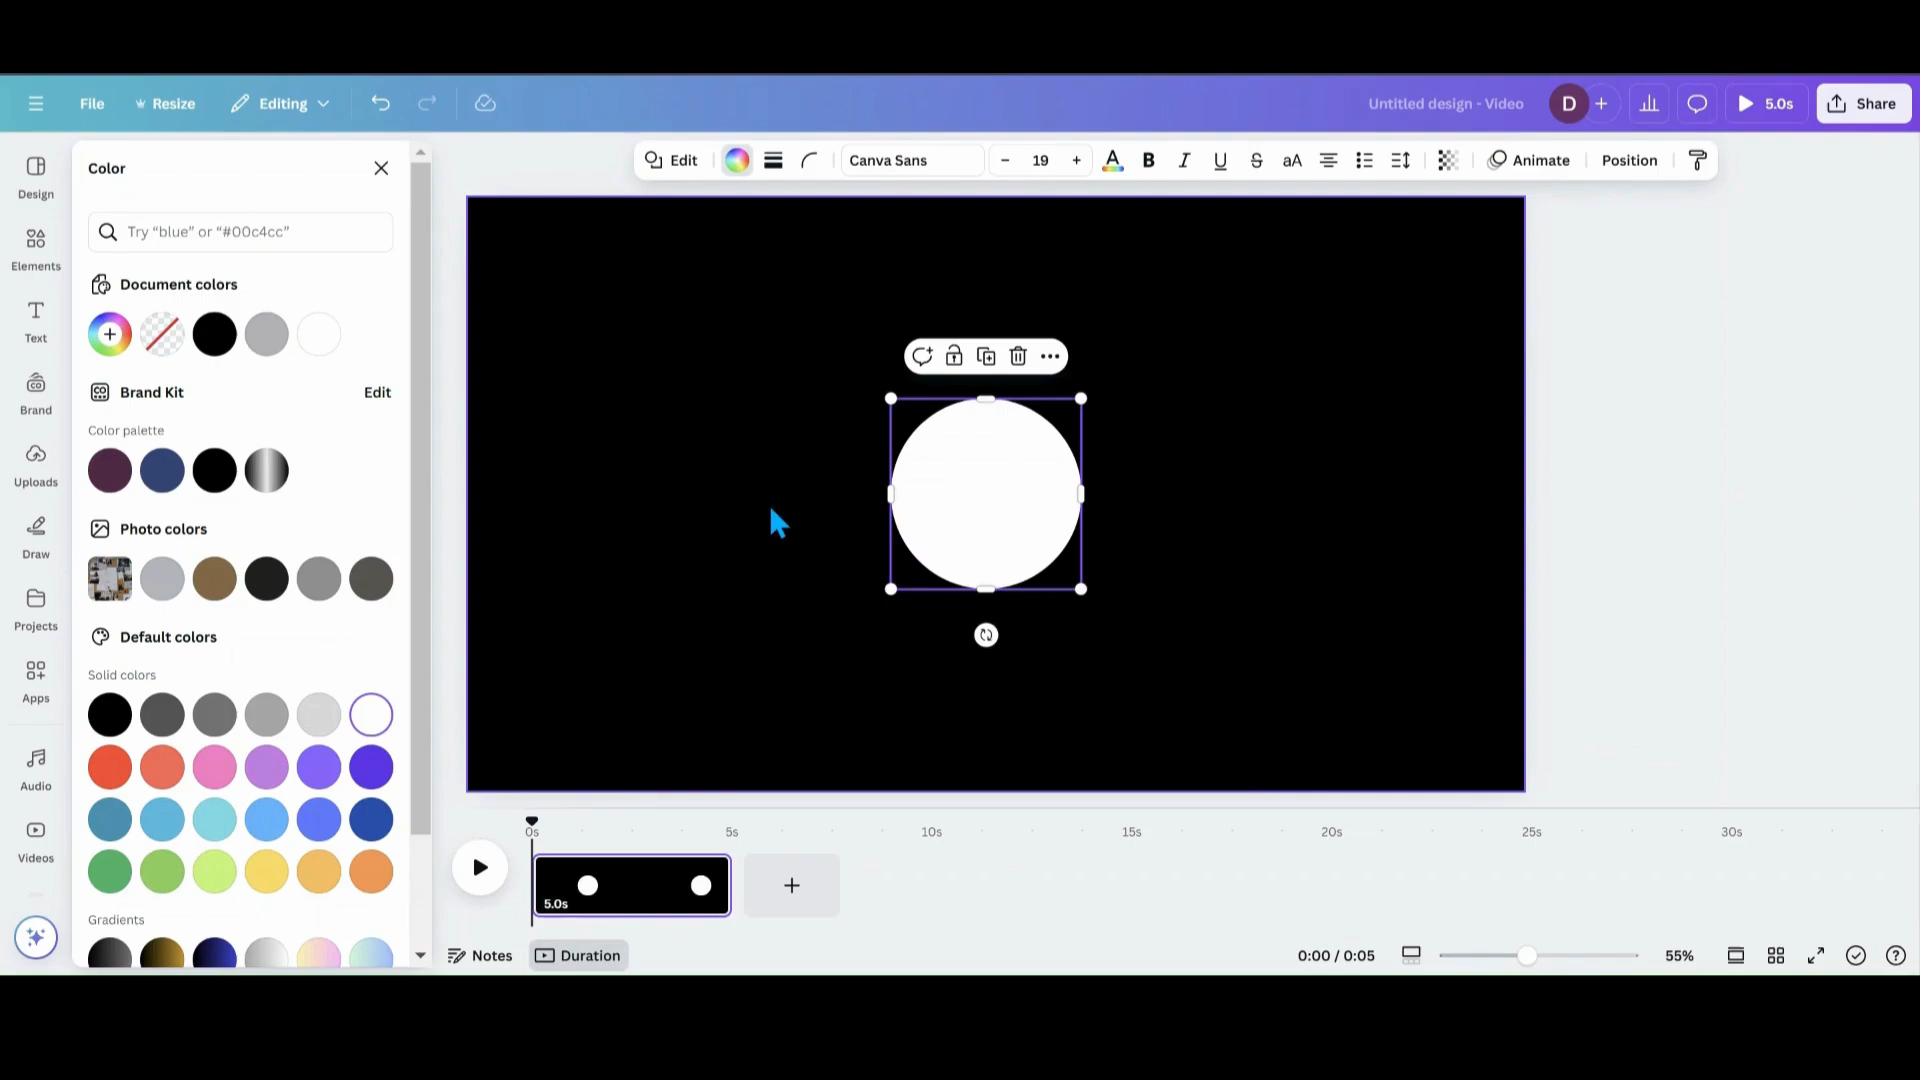 File
Resize
Editing
Untitled design - Video
D
+
5.0s
Share
Design
Elements
Text
Brand
Uploads
Draw
Projects
Apps
Audio
Videos
Color
Try “blue” or “#00c4cc”
Document colors
Brand Kit
Edit
Color palette
Photo colors
Default colors
Solid colors
Gradients
Edit
Canva Sans
– 19 +
A
B
I
U
S
aA
Animate
Position
0s
5s
10s
15s
20s
25s
30s
5.0s
+
Notes
Duration
0:00 / 0:05
55%
?